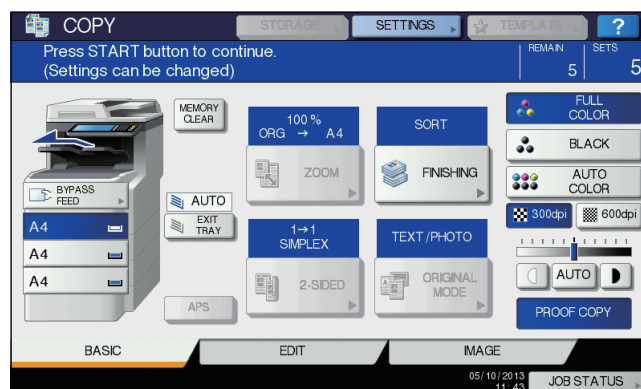 COPY
STORAGE
SETTINGS
TEMPLATE
?
Press START button to continue.
(Settings can be changed)
REMAIN
5
SETS
5
MEMORY
CLEAR
100 %
ORG → A4
ZOOM
SORT
FINISHING
FULL
COLOR
BLACK
AUTO
COLOR
BYPASS
FEED
AUTO
EXIT
TRAY
A4
A4
A4
1→1
SIMPLEX
2-SIDED
TEXT/PHOTO
ORIGINAL
MODE
300dpi
600dpi
AUTO
APS
PROOF COPY
BASIC
EDIT
IMAGE
05/10/2013
11:43
JOB STATUS